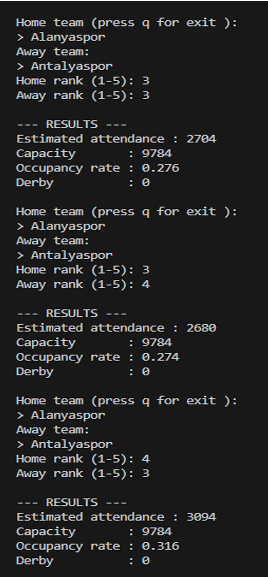 Home team (press q for exit ):
> Alanyaspor
Away team:
> Antalyaspor
Home rank (1-5): 3
Away rank (1-5): 3
--- RESULTS ---
Estimated attendance : 2704
Capacity : 9784
Occupancy rate : 0.276
Derby : 0
Home team (press q for exit ):
> Alanyaspor
Away team:
> Antalyaspor
Home rank (1-5): 3
Away rank (1-5): 4
--- RESULTS ---
Estimated attendance : 2680
Capacity : 9784
Occupancy rate : 0.274
Derby : 0
Home team (press q for exit ):
> Alanyaspor
Away team:
> Antalyaspor
Home rank (1-5): 4
Away rank (1-5): 3
--- RESULTS ---
Estimated attendance : 3094
Capacity : 9784
Occupancy rate : 0.316
Derby : 0